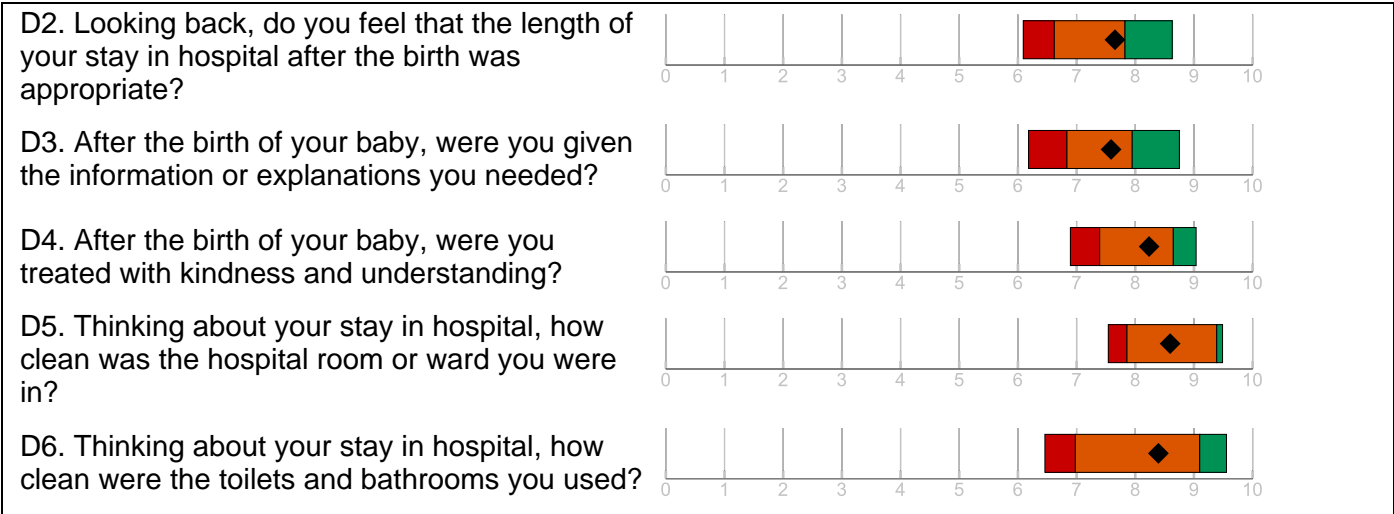 D2. Looking back, do you feel that the length of
your stay in hospital after the birth was
appropriate?
0 1 2 3 4 5 6 7 8 9 10
D3. After the birth of your baby, were you given
the information or explanations you needed?
0 1 2 3 4 5 6 7 8 9 10
D4. After the birth of your baby, were you
treated with kindness and understanding?
0 1 2 3 4 5 6 7 8 9 10
D5. Thinking about your stay in hospital, how
clean was the hospital room or ward you were
in?
0 1 2 3 4 5 6 7 8 9 10
D6. Thinking about your stay in hospital, how
clean were the toilets and bathrooms you used?
0 1 2 3 4 5 6 7 8 9 10